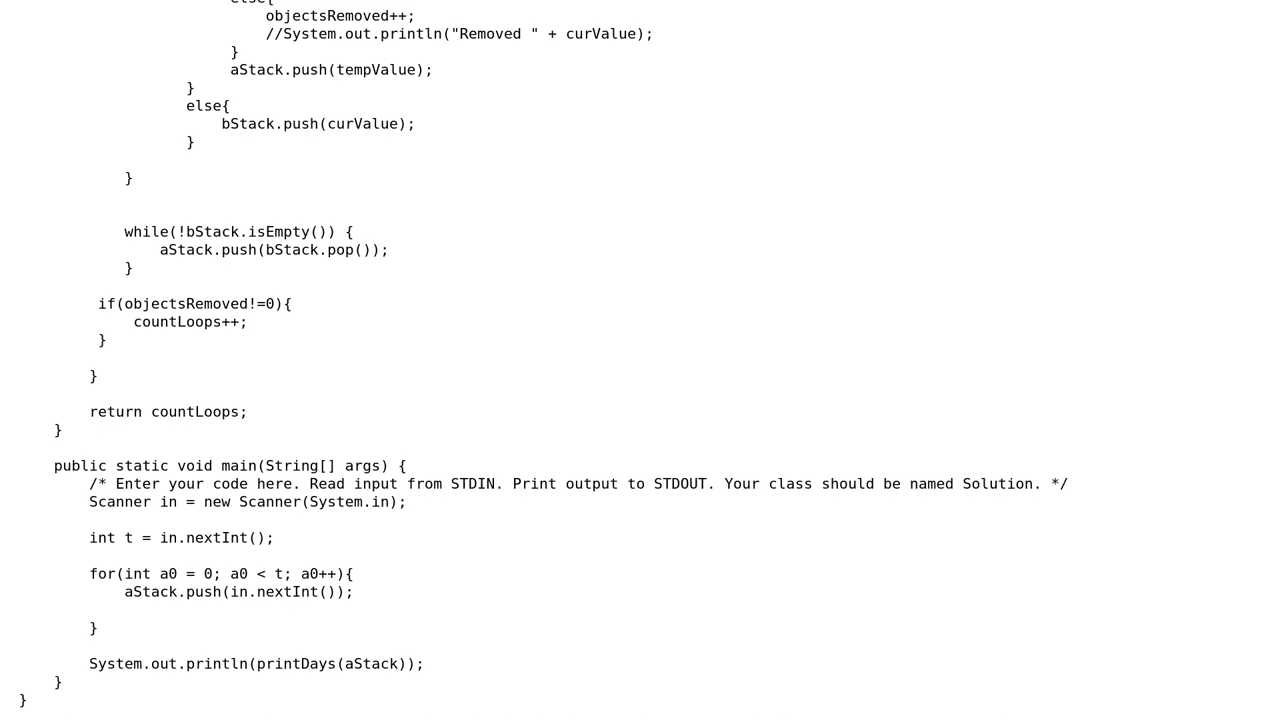 else{
objectsRemoved++;
//System.out.println("Removed " + curValue);
}
aStack.push(tempValue);
}
else{
bStack.push(curValue);
}
}
while(!bStack.isEmpty()) {
aStack.push(bStack.pop());
}
if(objectsRemoved!=0){
countLoops++;
}
}
return countLoops;
}
public static void main(String[] args) {
/* Enter your code here. Read input from STDIN. Print output to STDOUT. Your class should be named Solution. */
Scanner in = new Scanner(System.in);
int t = in.nextInt();
for(int a0 = 0; a0 < t; a0++){
aStack.push(in.nextInt());
}
System.out.println(printDays(aStack));
}
}